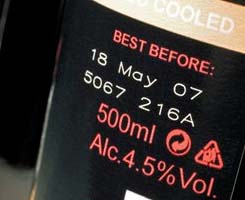 COOLED
BEST BEFORE:
18 May 07
5067 216A
500ml
Alc.4.5%Vol.